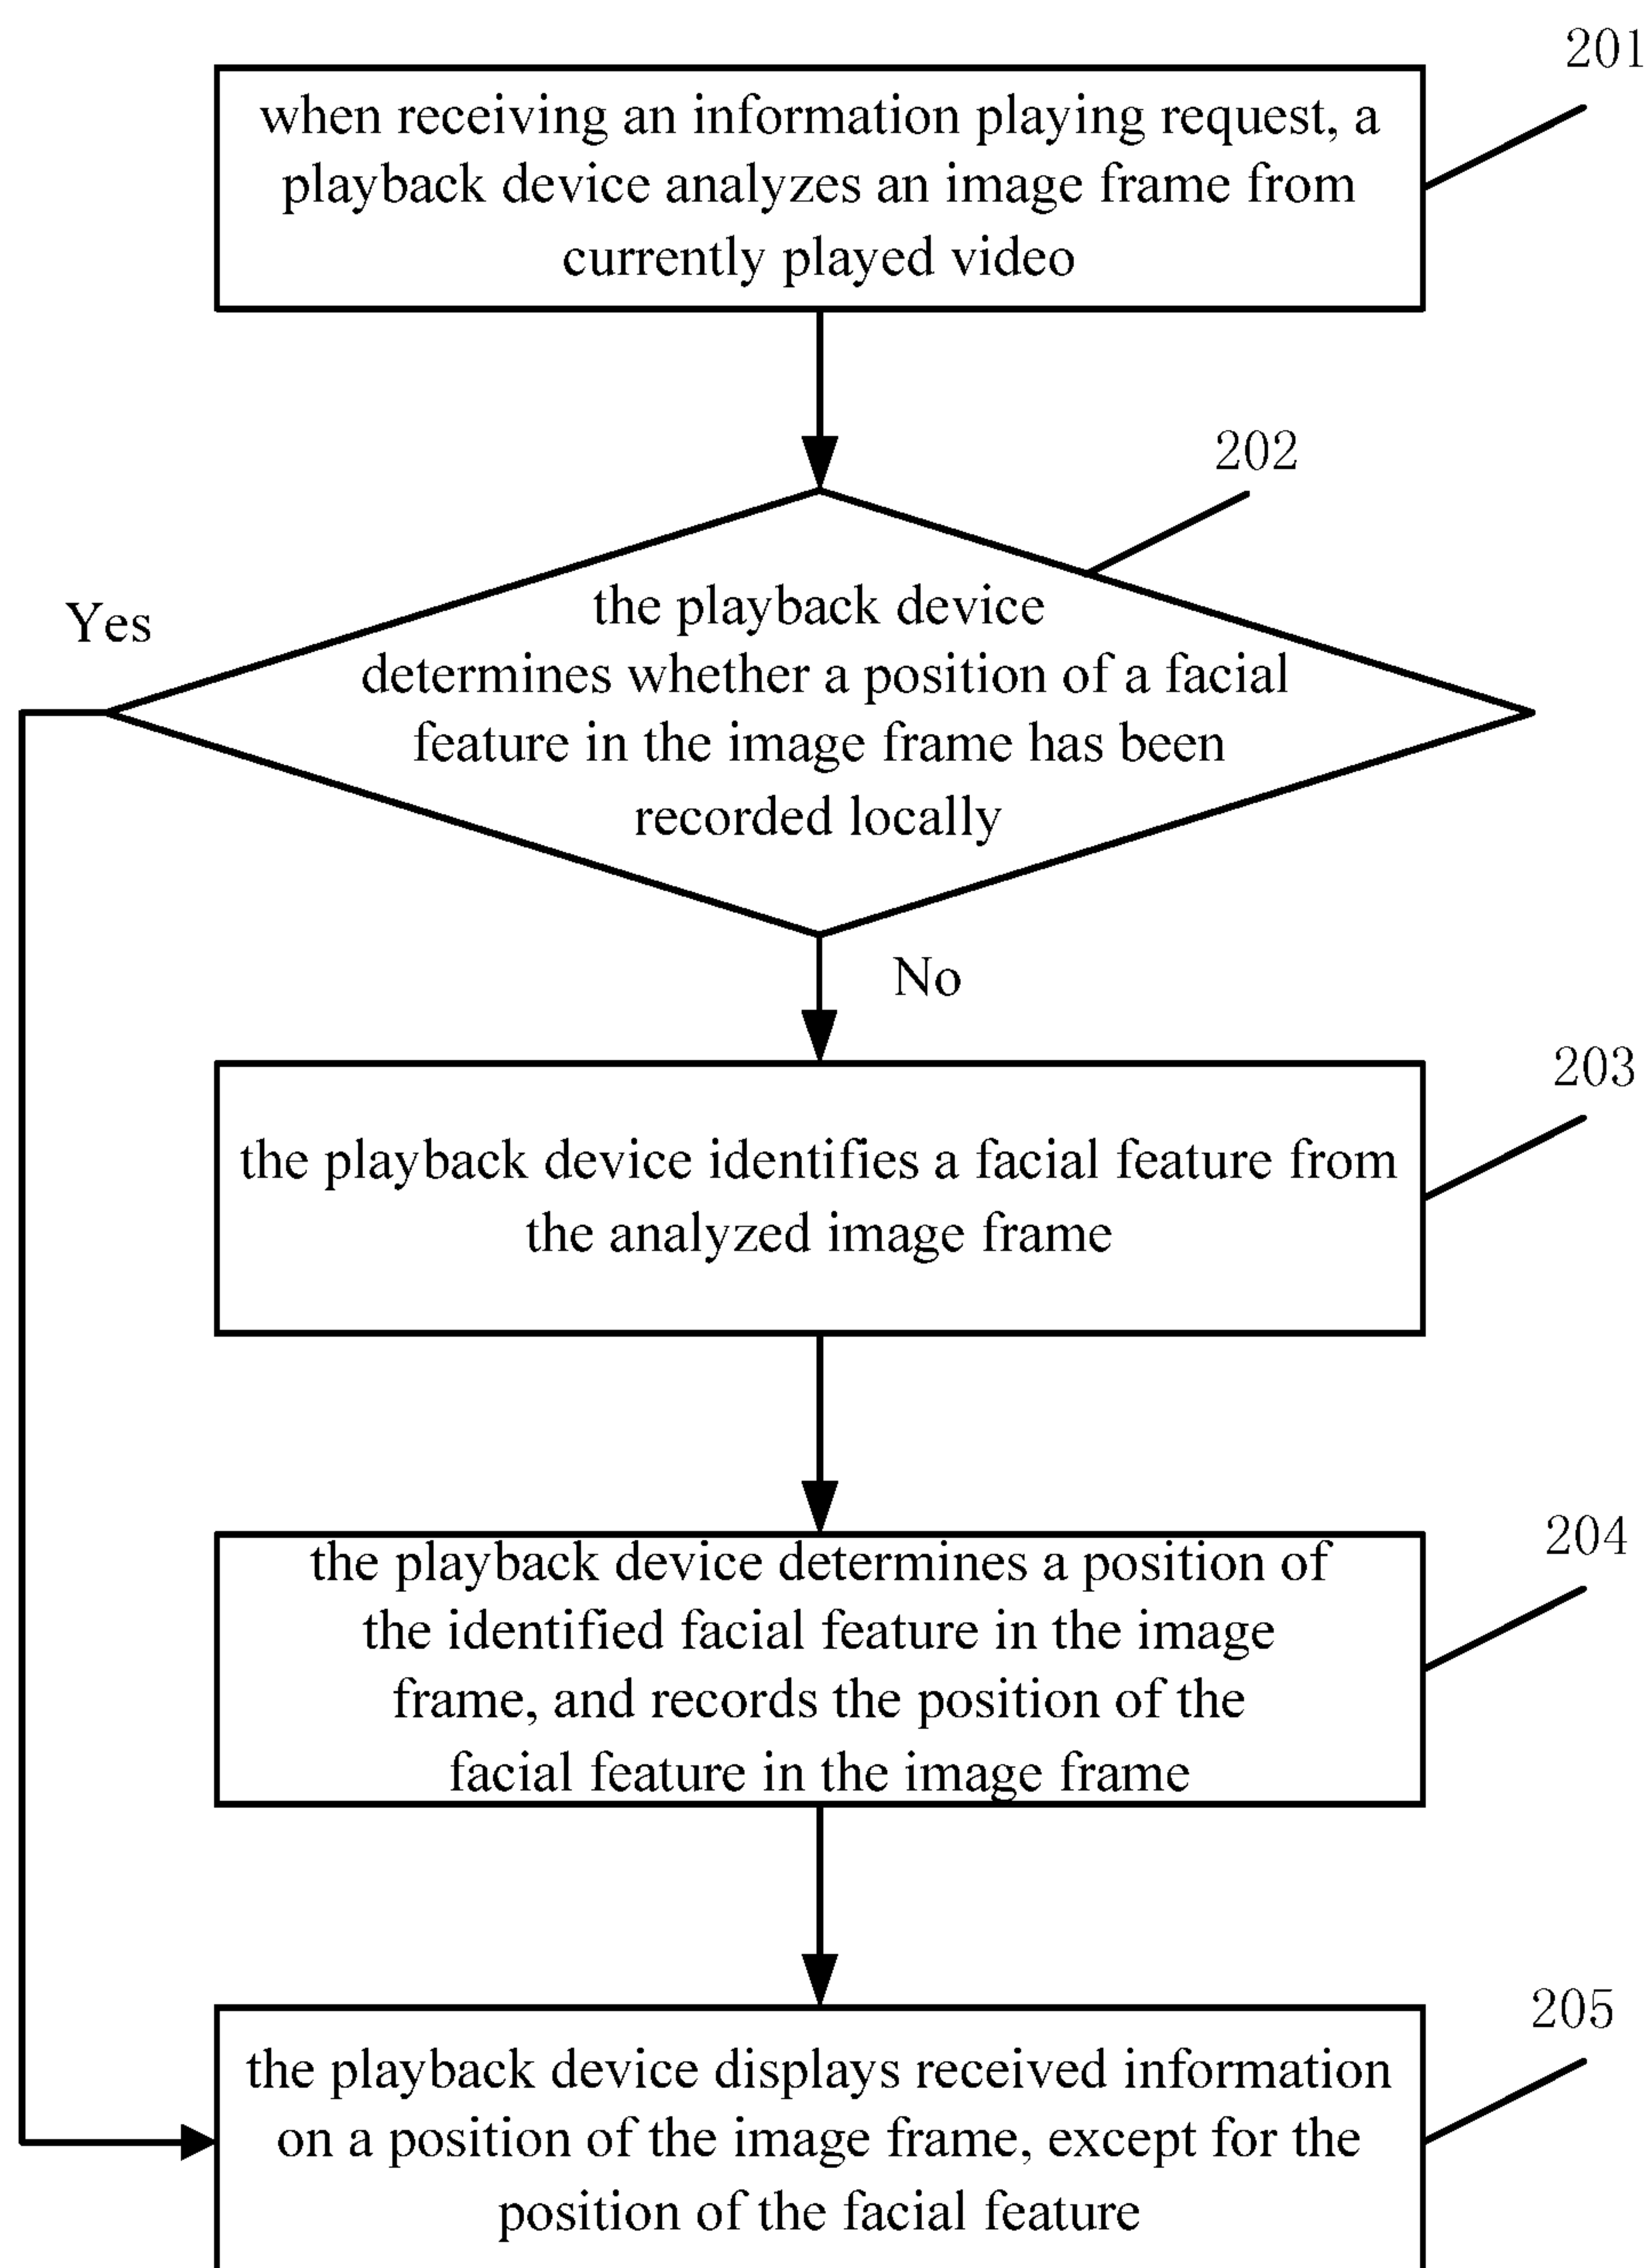 201
when receiving an information playing request, a
playback device analyzes an image frame from
currently played video
202
Yes
the playback device
determines whether a position of a facial
feature in the image frame has been
recorded locally
No
203
the playback device identifies a facial feature from
the analyzed image frame
204
the playback device determines a position of
the identified facial feature in the image
frame, and records the position of the
facial feature in the image frame
205
the playback device displays received information
on a position of the image frame, except for the
position of the facial feature